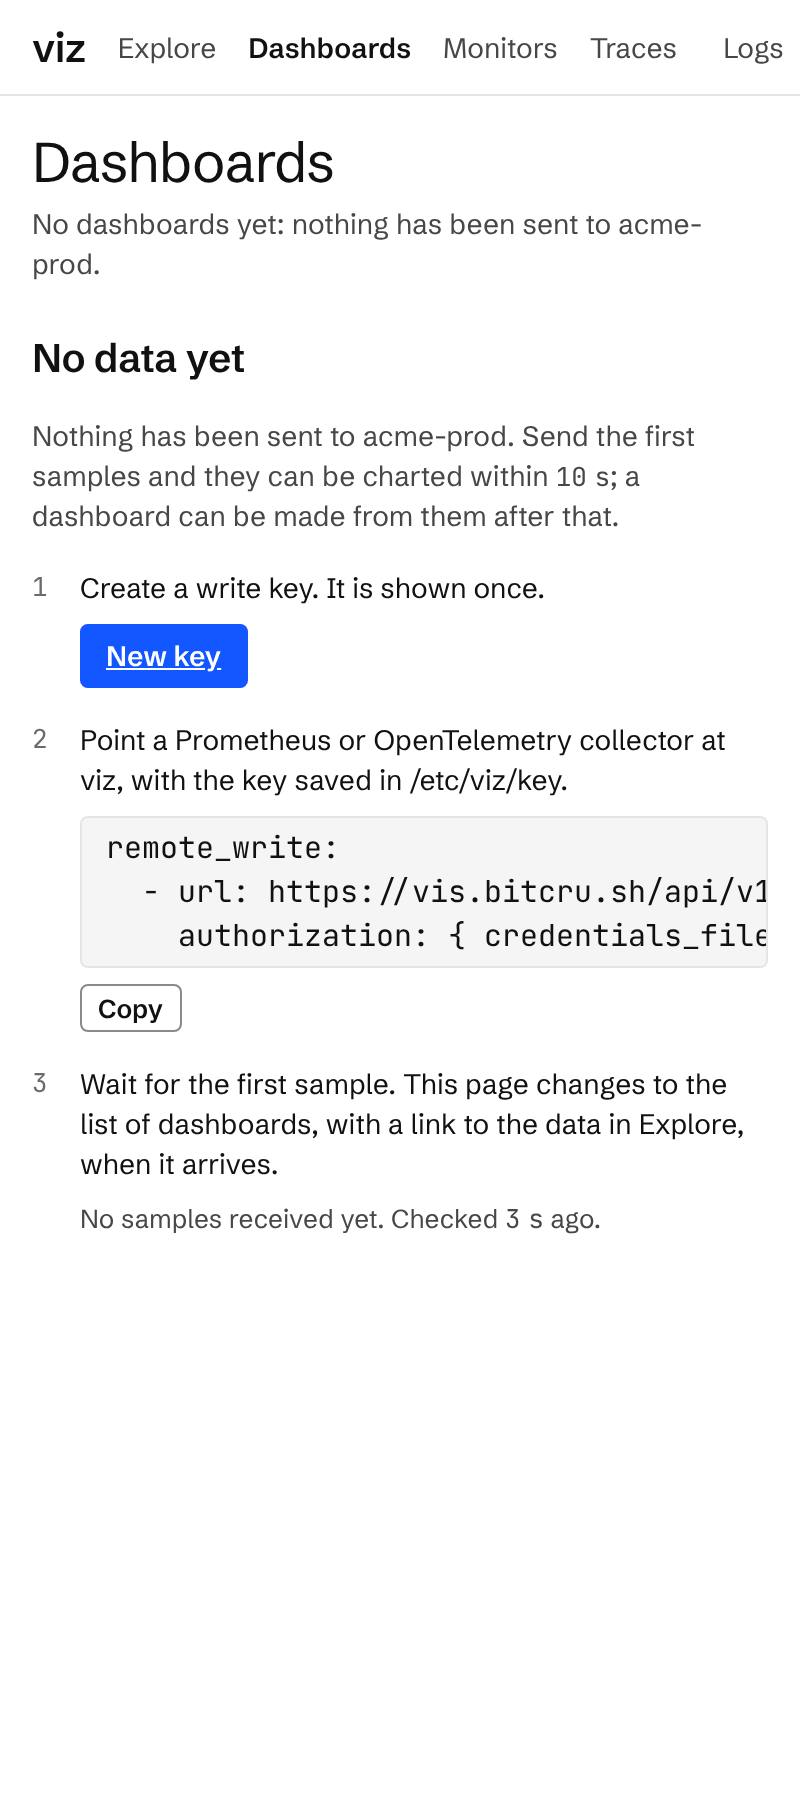 viz Explore Dashboards Monitors Traces Logs
Dashboards
No dashboards yet: nothing has been sent to acme-
prod.
No data yet
Nothing has been sent to acme-prod. Send the first
samples and they can be charted within 10 s; a
dashboard can be made from them after that.
1 Create a write key. It is shown once.
New key
2 Point a Prometheus or OpenTelemetry collector at
viz, with the key saved in /etc/viz/key.
remote_write:
  - url: https://vis.bitcru.sh/api/v1
    authorization: { credentials_file
Copy
3 Wait for the first sample. This page changes to the
list of dashboards, with a link to the data in Explore,
when it arrives.
No samples received yet. Checked 3 s ago.